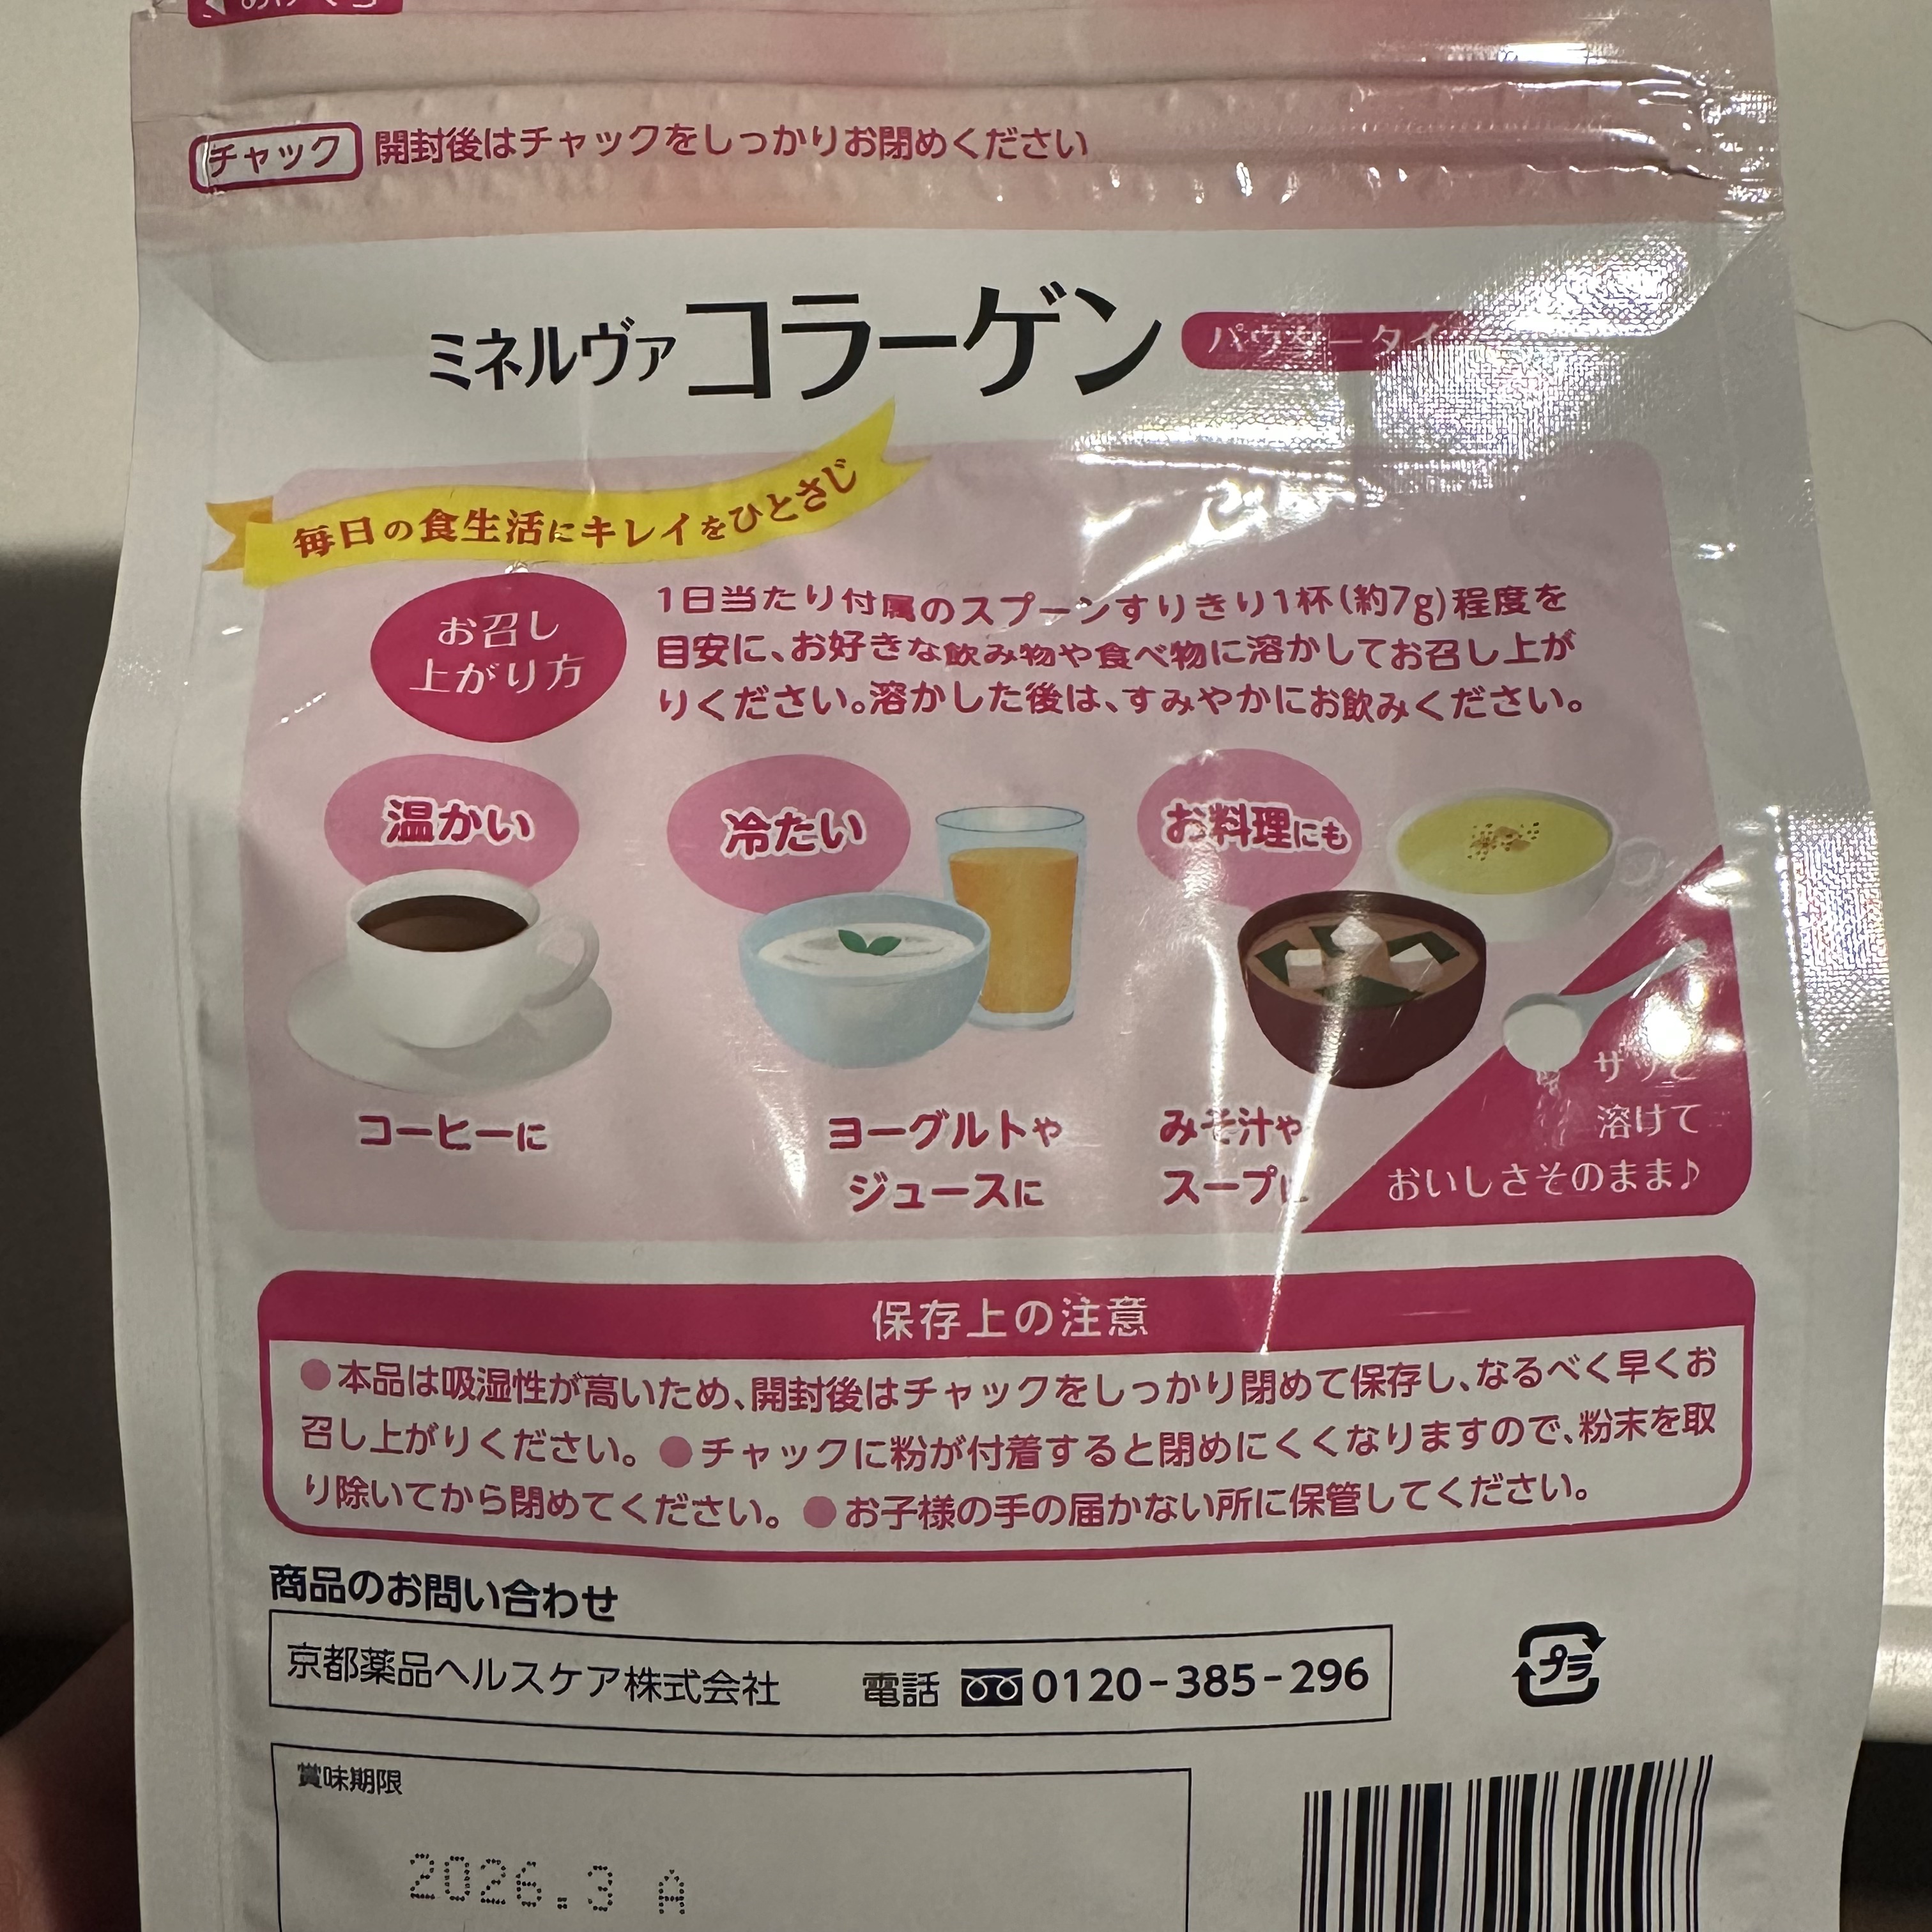 チャック 開封後はチャックをしっかりお閉めください
ミネルヴァ コラーゲン パウダータイ
毎日の食生活にキレイをひとさじ
お召し
上がり方
1日当たり付属のスプーンすりきり1杯(約7g)程度を
目安に、お好きな飲み物や食べ物に溶かしてお召し上が
りください。溶かした後は、すみやかにお飲みください。
温かい
コーヒーに
冷たい
ヨーグルトや
ジュースに
お料理にも
みそ汁や
スープに
サッと
溶けて
おいしさそのまま♪
保存上の注意
●本品は吸湿性が高いため、開封後はチャックをしっかり閉めて保存し、なるべく早くお
召し上がりください。●チャックに粉が付着すると閉めにくくなりますので、粉末を取
り除いてから閉めてください。●お子様の手の届かない所に保管してください。
商品のお問い合わせ
京都薬品ヘルスケア株式会社 電話 0120-385-296
プラ
賞味期限
2026.3 A